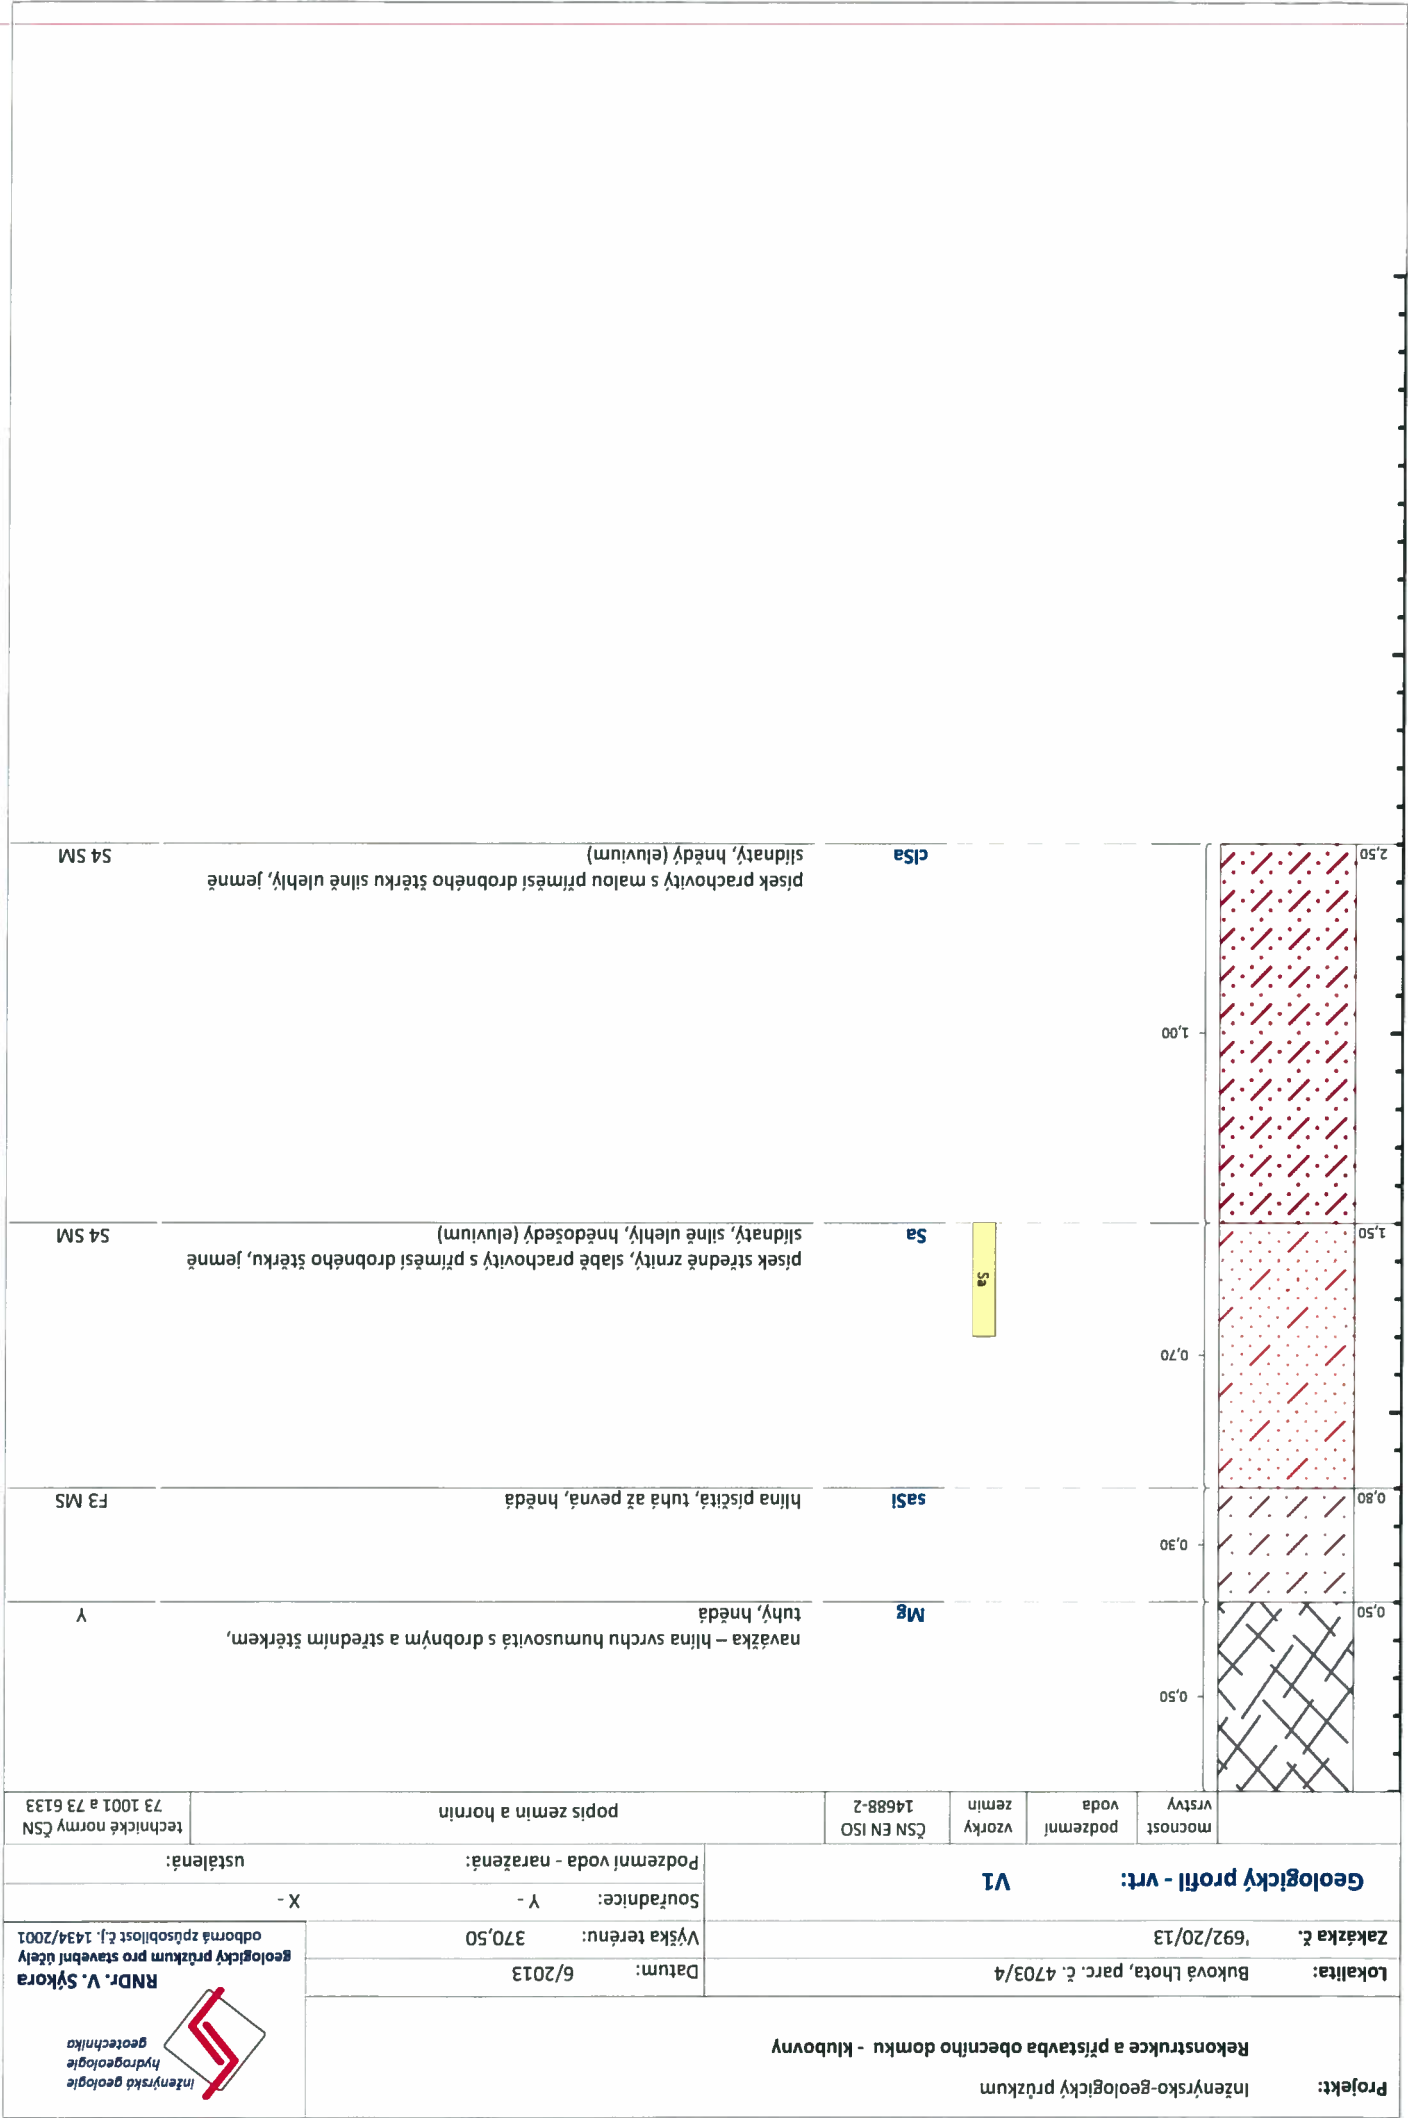 Projekt: Inženýrsko-geologický průzkum
Rekonstrukce a přístavba obecního domku - klubovny
inženýrská geologie
hydrogeologie
geotechnika
RNDr. V. Sýkora
geologický průzkum pro stavební účely
odborná způsobilost č.j. 1434/2001
Lokalita: Buková Lhota, parc. č. 4703/4
Datum: 6/2013
Zakázka č. '692/20/13
Výška terénu: 370,50
Geologický profil - vrt: V1
Souřadnice: Y - X -
Podzemní voda - naražená: ustálená:
mocnost
vrstvy
podzemní
voda
vzorky
zemin
ČSN EN ISO
14688-2
popis zemin a hornin
technické normy ČSN
73 1001 a 73 6133
0,50
navážka – hlína svrchu humusovitá s drobným a středním štěrkem,
0,50 Mg tuhý, hnědá Y
0,30
0,80 saSi hlína písčitá, tuhá až pevná, hnědá F3 MS
0,70
Sa
písek středně zrnitý, slabě prachovitý s příměsí drobného štěrku, jemně
1,50 Sa slídnatý, silně ulehlý, hnědošedý (eluvium) S4 SM
1,00
písek prachovitý s malou příměsí drobného štěrku silně ulehlý, jemně
2,50 clSa slídnatý, hnědý (eluvium) S4 SM